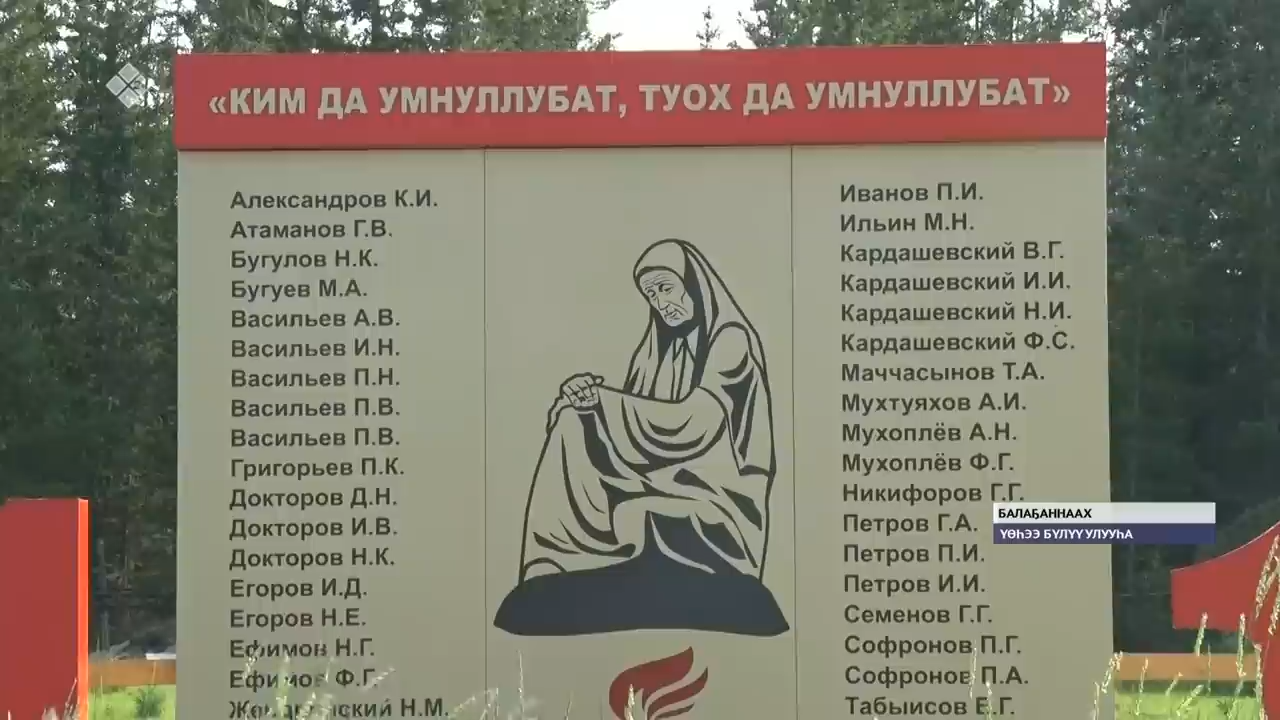 «КИМ ДА УМНУЛЛУБАТ, ТУОХ ДА УМНУЛЛУБАТ»
Александров К.И.
Атаманов Г.В.
Бугулов Н.К.
Бугуев М.А.
Васильев А.В.
Васильев И.Н.
Васильев П.Н.
Васильев П.В.
Васильев П.В.
Григорьев П.К.
Докторов Д.Н.
Докторов И.В.
Докторов Н.К.
Егоров И.Д.
Егоров Н.Е.
Ефимов Н.Г.
Ефимов Ф.Г.
Н.М.
Иванов П.И.
Ильин М.Н.
Кардашевский В.Г.
Кардашевский И.И.
Кардашевский Н.И.
Кардашевский Ф.С.
Маччасынов Т.А.
Мухтуяхов А.И.
Мухоплёв А.Н.
Мухоплёв Ф.Г.
Никифоров Г.Г.
Петров Г.А.
Петров П.И.
Петров И.И.
Семенов Г.Г.
Софронов П.Г.
Софронов П.А.
Табыисов Е.Г.
БАЛАҔАННААХ
ҮӨҺЭЭ БҮЛҮҮ УЛУУҺА